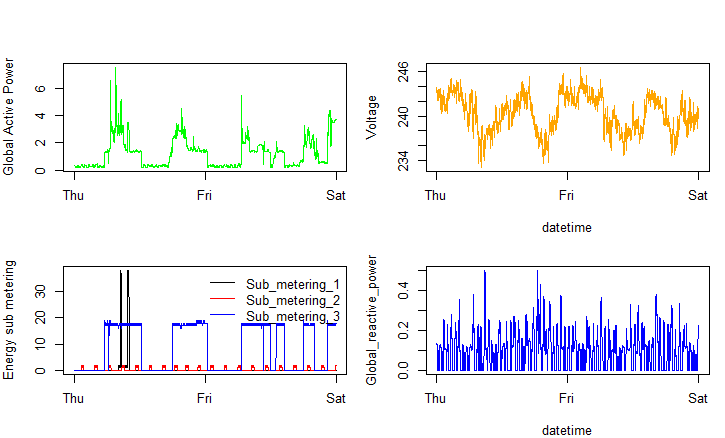 Global Active Power
0 2 4 6
Thu Fri Sat
Voltage
234 240 246
Thu Fri Sat
datetime
Energy sub metering
0 10 20 30
Sub_metering_1
Sub_metering_2
Sub_metering_3
Thu Fri Sat
Global_reactive_power
0.0 0.2 0.4
Thu Fri Sat
datetime